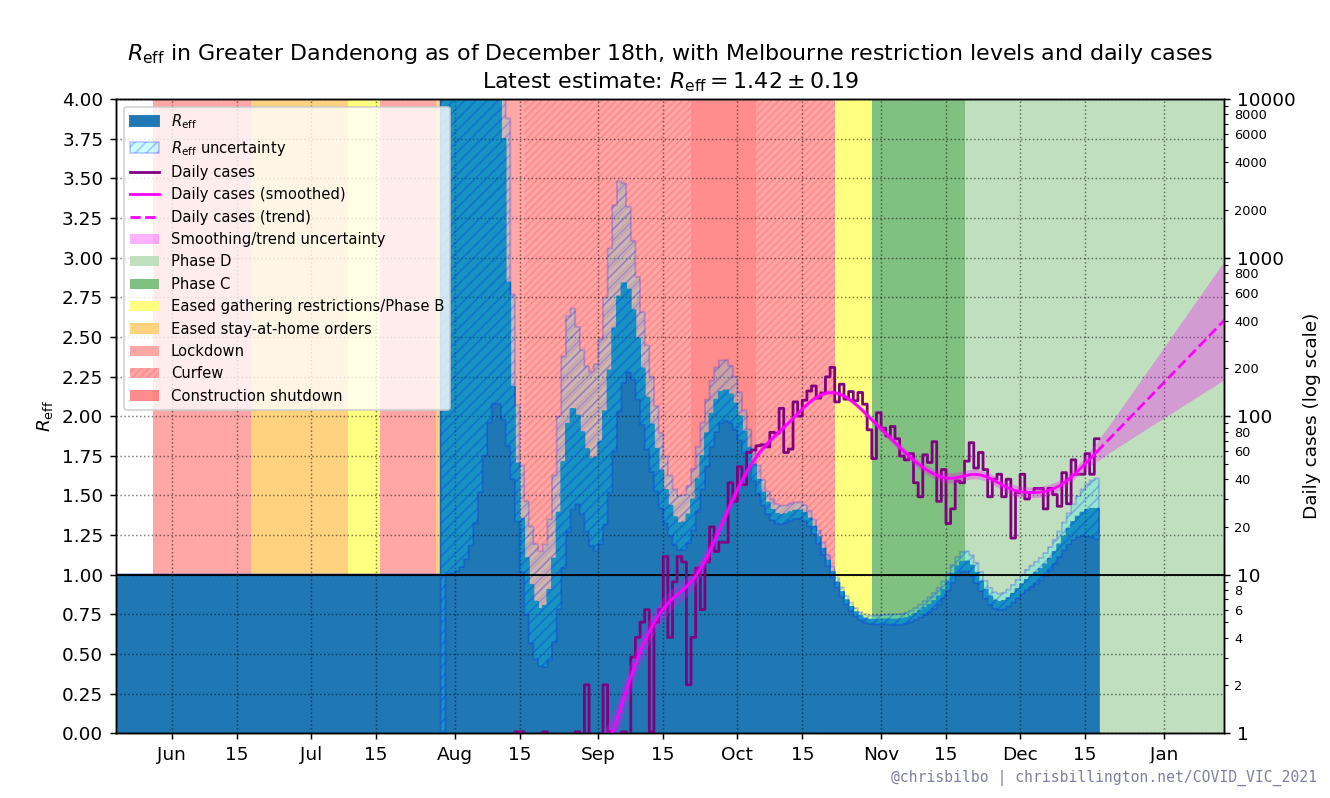 R_eff in Greater Dandenong as of December 18th, with Melbourne restriction levels and daily cases
Latest estimate: R_eff = 1.42 ± 0.19
R_eff
R_eff uncertainty
Daily cases
Daily cases (smoothed)
Daily cases (trend)
Smoothing/trend uncertainty
Phase D
Phase C
Eased gathering restrictions/Phase B
Eased stay-at-home orders
Lockdown
Curfew
Construction shutdown
R_eff
4.00
3.75
3.50
3.25
3.00
2.75
2.50
2.25
2.00
1.75
1.50
1.25
1.00
0.75
0.50
0.25
0.00
10000
8000
6000
4000
2000
1000
800
600
400
200
100
80
60
40
20
10
8
6
4
2
1
Daily cases (log scale)
Jun 15 Jul 15 Aug 15 Sep 15 Oct 15 Nov 15 Dec 15 Jan
@chrisbilbo | chrisbillington.net/COVID_VIC_2021